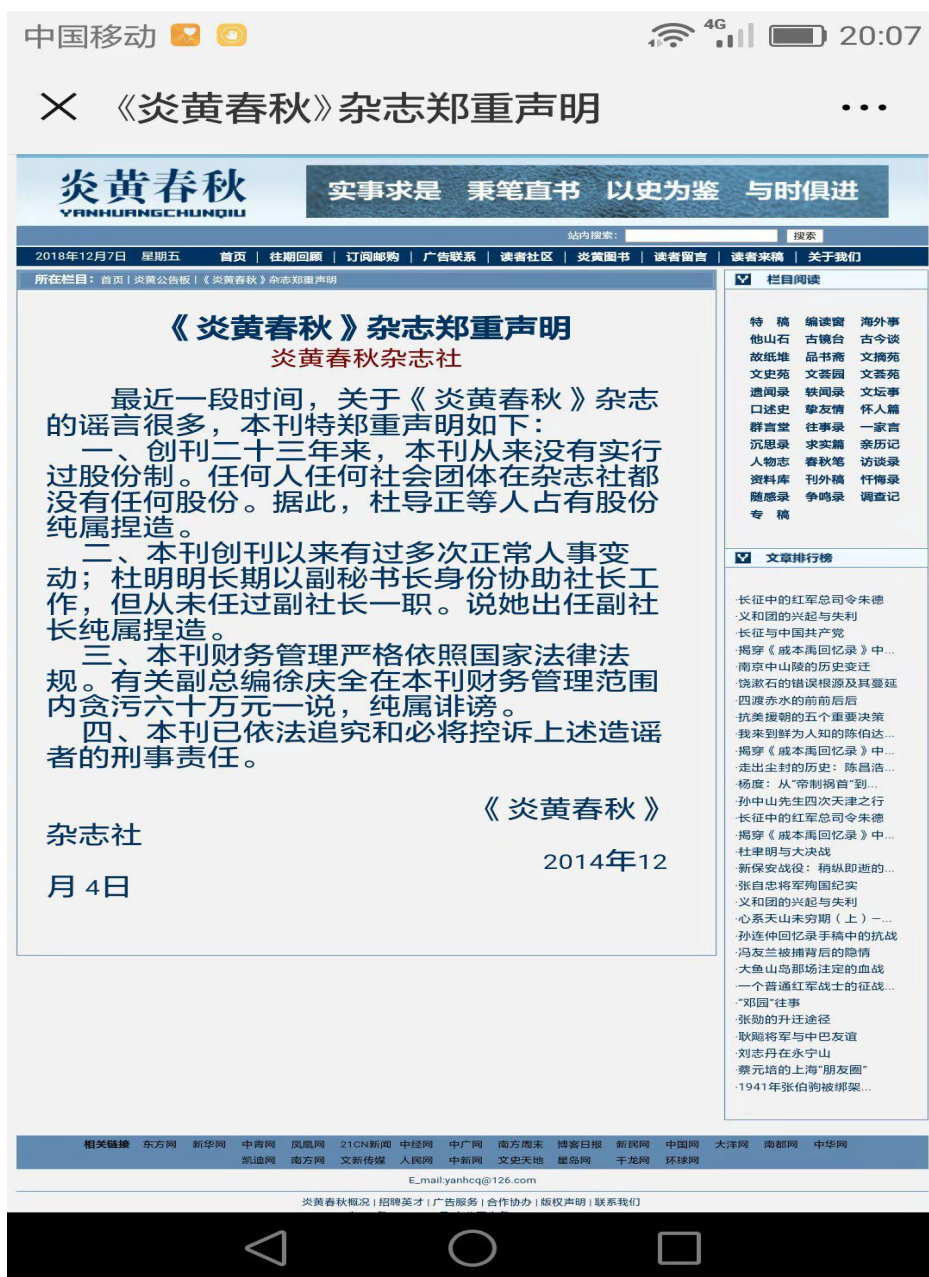 中国移动
4G
20:07
《炎黄春秋》杂志郑重声明
炎黄春秋
YANHUANGCHUNQIU
实事求是 秉笔直书 以史为鉴 与时俱进
站内搜索: 搜索
2018年12月7日 星期五 首页 | 往期回顾 | 订阅邮购 | 广告联系 | 读者社区 | 炎黄图书 | 读者留言 | 读者来稿 | 关于我们
所在栏目：首页 | 炎黄公告板 | 《炎黄春秋》杂志郑重声明
《炎黄春秋》杂志郑重声明
炎黄春秋杂志社
最近一段时间，关于《炎黄春秋》杂志
的谣言很多，本刊特郑重声明如下：
一、创刊二十三年来，本刊从来没有实行
过股份制。任何人任何社会团体在杂志社都
没有任何股份。据此，杜导正等人占有股份
纯属捏造。
二、本刊创刊以来有过多次正常人事变
动；杜明明长期以副秘书长身份协助社长工
作，但从未任过副社长一职。说她出任副社
长纯属捏造。
三、本刊财务管理严格依照国家法律法
规。有关副总编徐庆全在本刊财务管理范围
内贪污六十万元一说，纯属诽谤。
四、本刊已依法追究和必将控诉上述造谣
者的刑事责任。
《炎黄春秋》
杂志社
2014年12
月 4日
栏目阅读
特 稿 编读窗 海外事
他山石 古镜台 古今谈
故纸堆 品书斋 文摘苑
文史苑 文荟园 文荟苑
遗闻录 轶闻录 文坛事
口述史 挚友情 怀人篇
群言堂 往事录 一家言
沉思录 求实篇 亲历记
人物志 春秋笔 访谈录
资料库 刊外稿 忏悔录
随感录 争鸣录 调查记
专 稿
文章排行榜
·长征中的红军总司令朱德
·义和团的兴起与失利
·长征与中国共产党
·揭穿《戚本禹回忆录》中...
·南京中山陵的历史变迁
·饶漱石的错误根源及其蔓延
·四渡赤水的前前后后
·抗美援朝的五个重要决策
·我来到鲜为人知的陈伯达...
·揭穿《戚本禹回忆录》中...
·走出尘封的历史：陈昌浩...
·杨度：从“帝制祸首”到...
·孙中山先生四次天津之行
·长征中的红军总司令朱德
·揭穿《戚本禹回忆录》中...
·杜聿明与大决战
·新保安战役：稍纵即逝的...
·张自忠将军殉国纪实
·义和团的兴起与失利
·心系天山未穷期（上）—...
·孙连仲回忆录手稿中的抗战
·冯友兰被捕背后的隐情
·大鱼山岛那场注定的血战
·一个普通红军战士的征战...
·“邓园”往事
·张勋的升迁途径
·耿飚将军与中巴友谊
·刘志丹在永宁山
·蔡元培的上海“朋友圈”
·1941年张伯驹被绑架...
相关链接 东方网 新华网 中青网 凤凰网 21CN新闻 中经网 中广网 南方周末 博客日报 新民网 中国网 大洋网 南都网 中华网
凯迪网 南方网 文新传媒 人民网 中新网 文史天地 星岛网 千龙网 环球网
E_mail:yanhcq@126.com
炎黄春秋概况 | 招聘英才 | 广告服务 | 合作协办 | 版权声明 | 联系我们